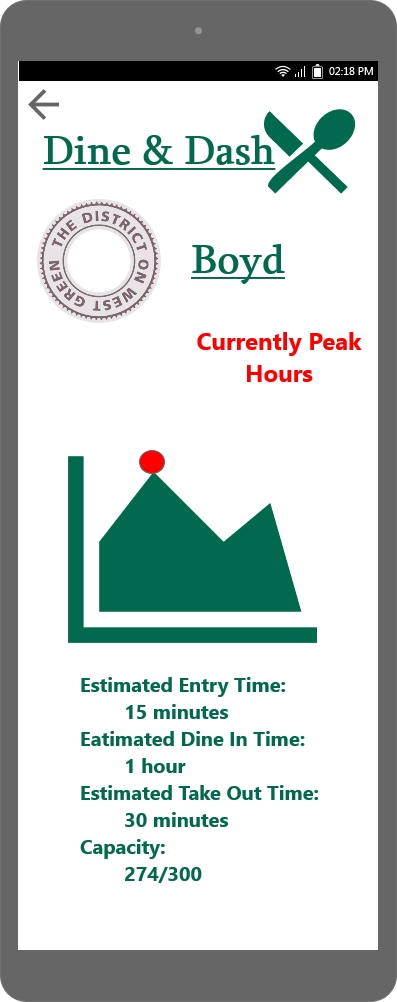 02:18 PM
Dine & Dash
THE DISTRICT ON WEST GREEN
Boyd
Currently Peak
Hours
Estimated Entry Time:
15 minutes
Eatimated Dine In Time:
1 hour
Estimated Take Out Time:
30 minutes
Capacity:
274/300